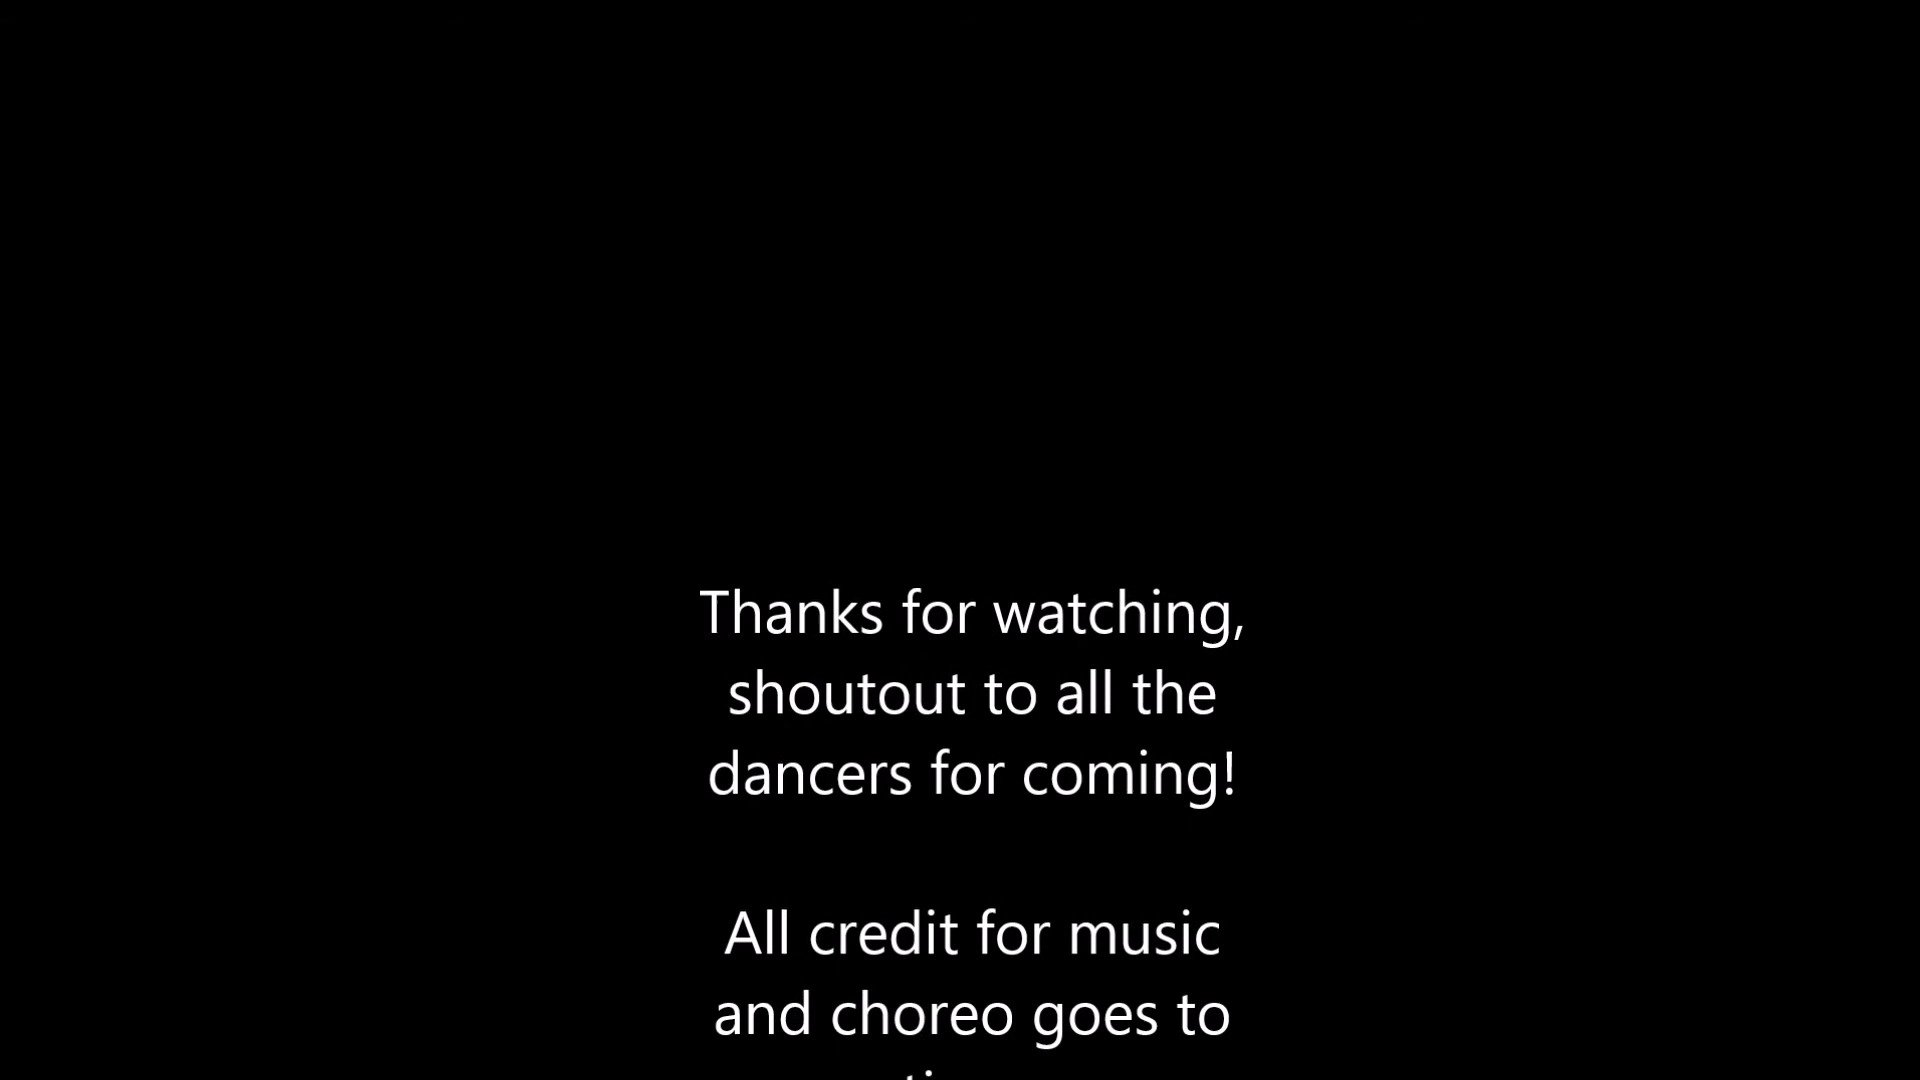 Thanks for watching,
shoutout to all the
dancers for coming!
All credit for music
and choreo goes to